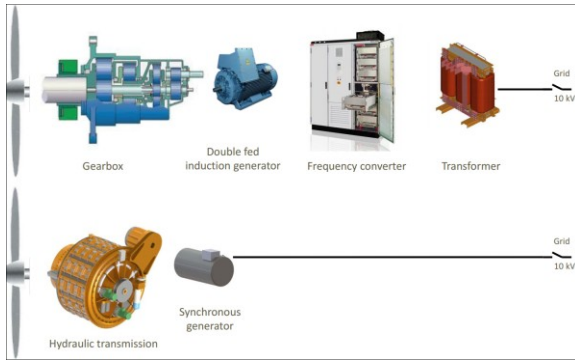 Grid
10 kV
Gearbox
Double fed
induction generator
Frequency converter
Transformer
Grid
10 kV
Synchronous
generator
Hydraulic transmission